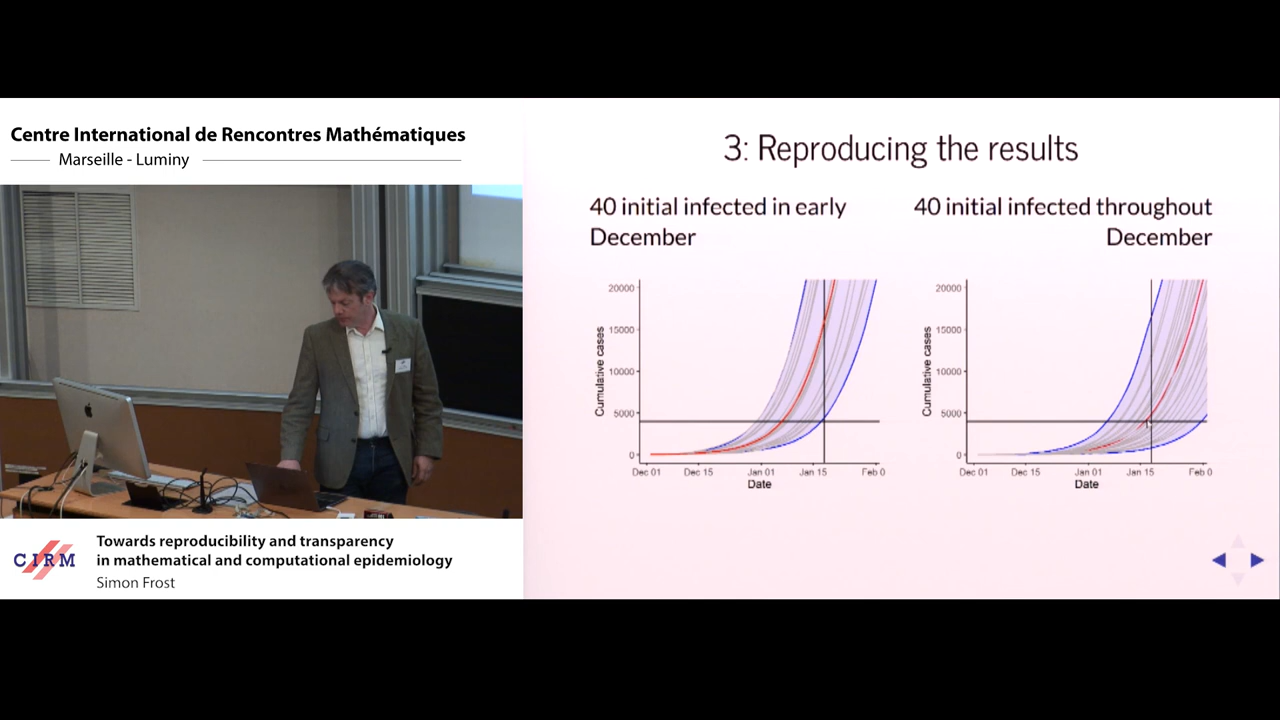 Centre International de Rencontres Mathématiques
Marseille - Luminy
3: Reproducing the results
40 initial infected in early
December
40 initial infected throughout
December
20000
15000
10000
5000
0
Cumulative cases
Dec 01
Dec 15
Jan 01
Jan 15
Feb 0
Date
20000
15000
10000
5000
0
Cumulative cases
Dec 01
Dec 15
Jan 01
Jan 15
Feb 0
Date
CIRM
Towards reproducibility and transparency
in mathematical and computational epidemiology
Simon Frost